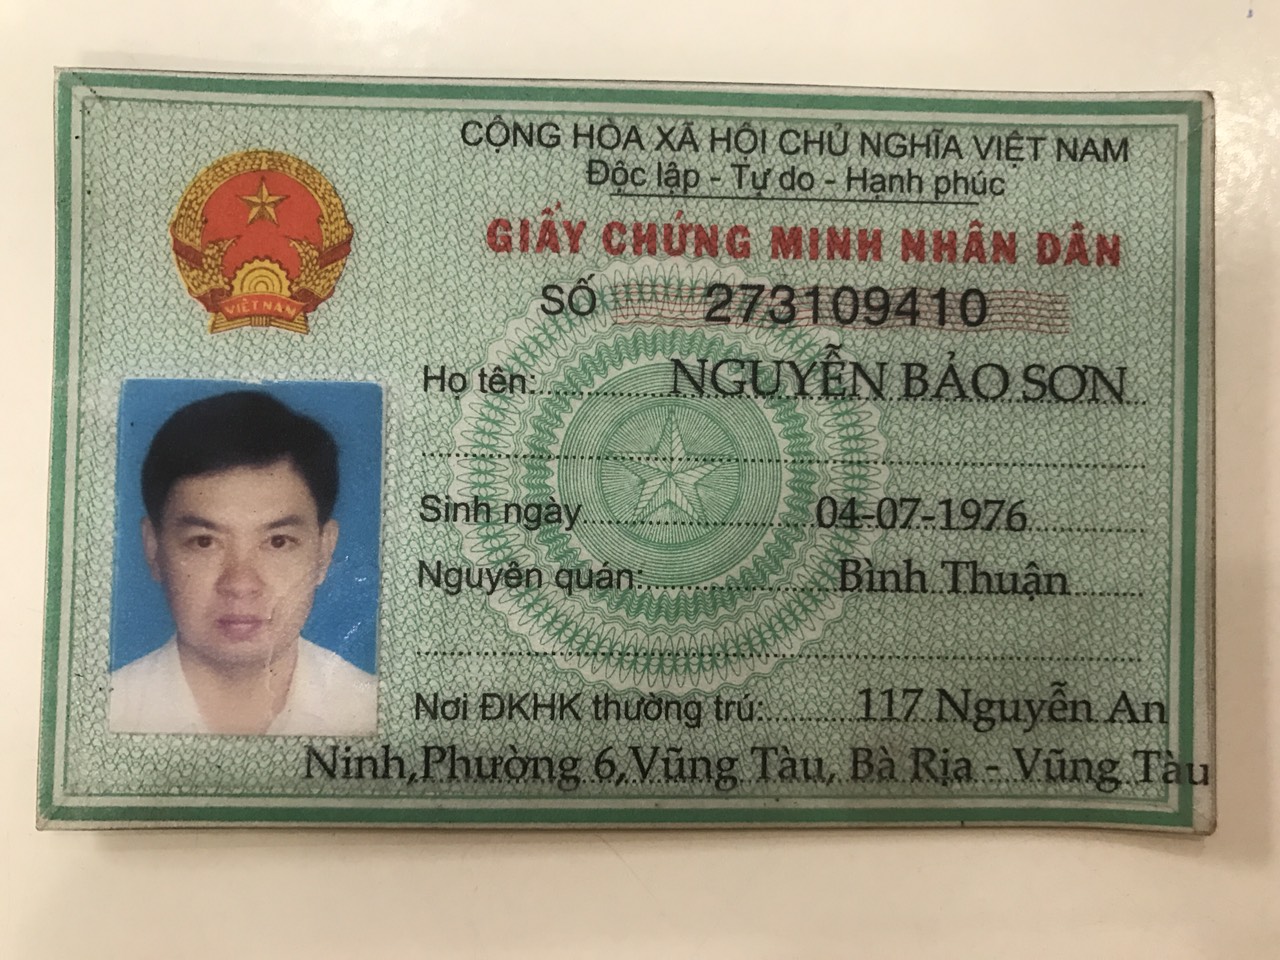 CỘNG HÒA XÃ HỘI CHỦ NGHĨA VIỆT NAM
Độc lập - Tự do - Hạnh phúc
GIẤY CHỨNG MINH NHÂN DÂN
SỐ 273109410
VIỆT NAM
Họ tên: NGUYỄN BẢO SƠN
Sinh ngày 04-07-1976
Nguyên quán: Bình Thuận
Nơi ĐKHK thường trú: 117 Nguyễn An
Ninh,Phường 6,Vũng Tàu, Bà Rịa - Vũng Tàu